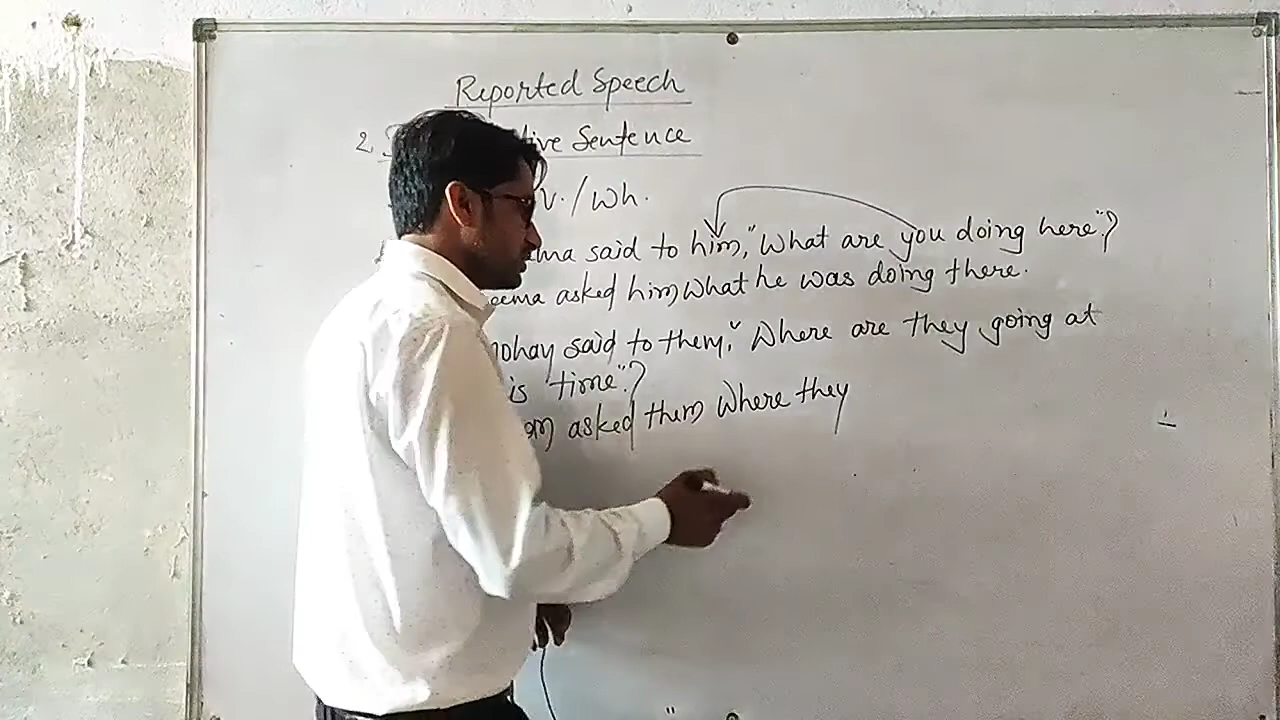 Reported Speech
2. Sentence
V. / Wh.
said to him, "What are you doing here"?
asked him What he was doing there.
said to them, "Where are they going at
is time"?
asked them Where they